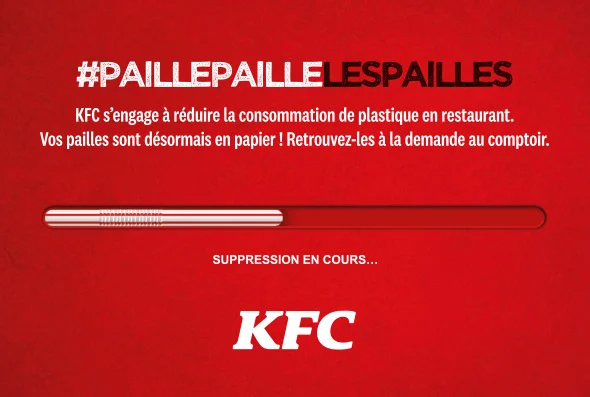 #PAILLEPAILLELESPAILLES
KFC s’engage à réduire la consommation de plastique en restaurant.
Vos pailles sont désormais en papier ! Retrouvez-les à la demande au comptoir.
SUPPRESSION EN COURS...
KFC